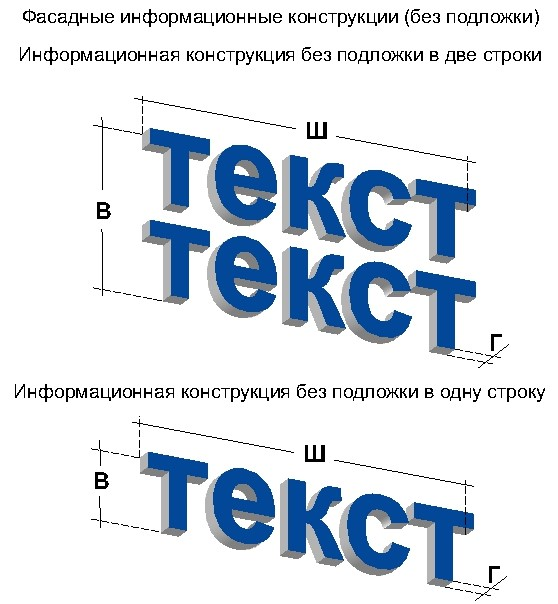 Фасадные информационные конструкции (без подложки)
Информационная конструкция без подложки в две строки
Ш
текст
В
текст
Г
Информационная конструкция без подложки в одну строку
Ш
В
текст
Г